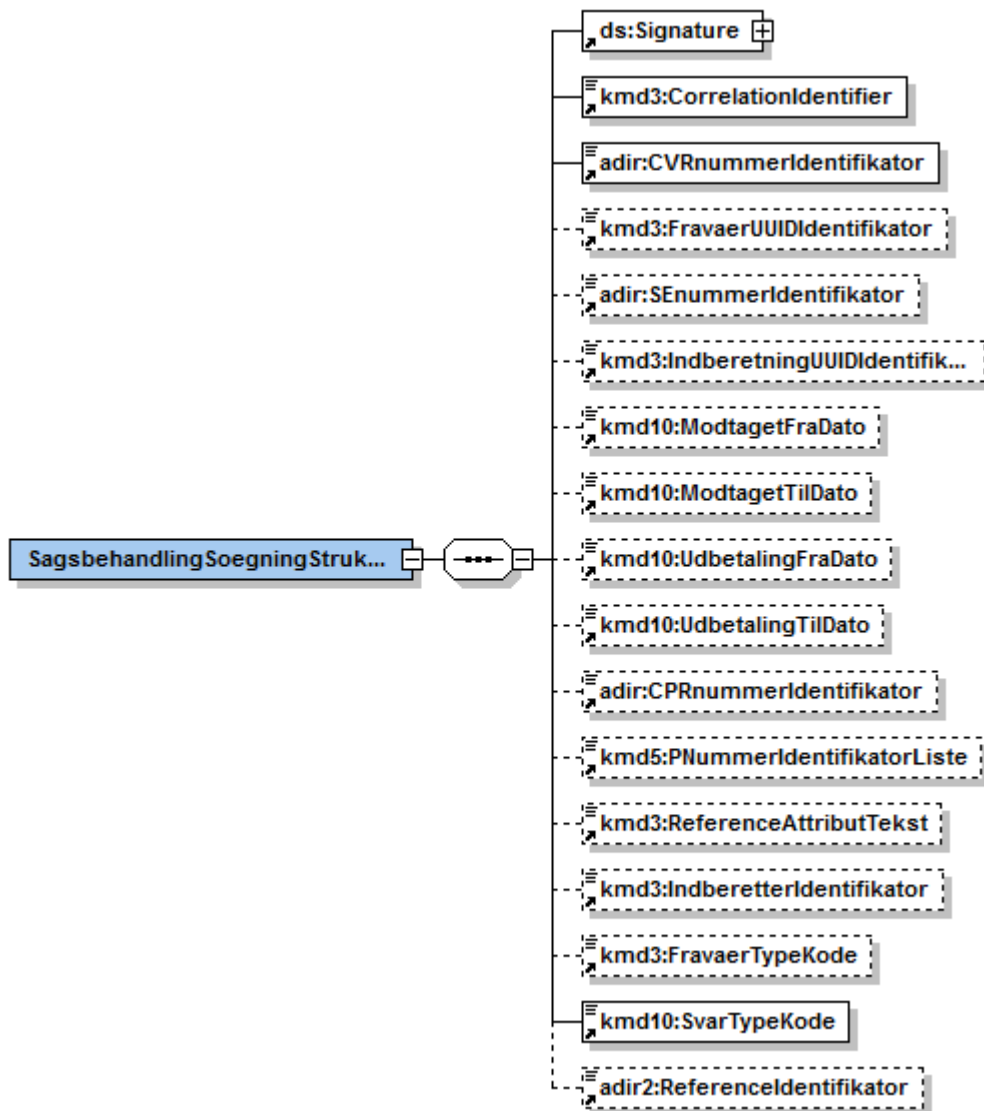 ds:Signature
kmd3:CorrelationIdentifier
adir:CVRnummerIdentifikator
kmd3:FravaerUUIDIdentifikator
adir:SEnummerIdentifikator
kmd3:IndberetningUUIDIdentifik...
kmd10:ModtagetFraDato
kmd10:ModtagetTilDato
SagsbehandlingSoegningStruk...
kmd10:UdbetalingFraDato
kmd10:UdbetalingTilDato
adir:CPRnummerIdentifikator
kmd5:PNummerIdentifikatorListe
kmd3:ReferenceAttributTekst
kmd3:IndberetterIdentifikator
kmd3:FravaerTypeKode
kmd10:SvarTypeKode
adir2:ReferenceIdentifikator